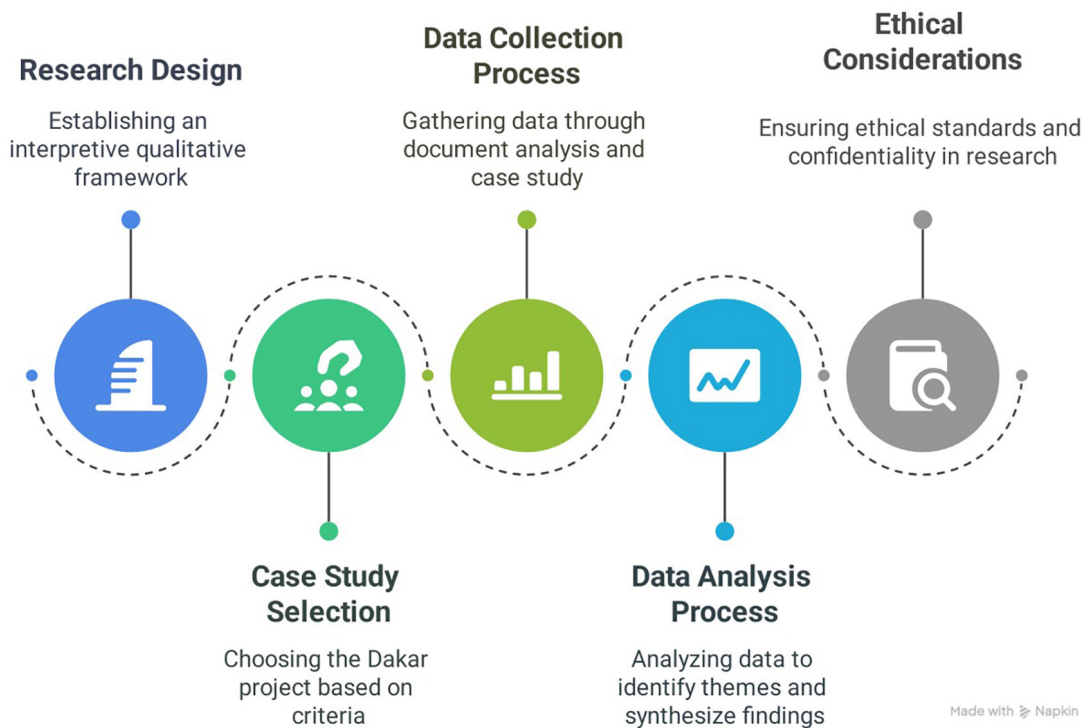 Research Design
Establishing an
interpretive qualitative
framework
Case Study
Selection
Choosing the Dakar
project based on
criteria
Data Collection
Process
Gathering data through
document analysis and
case study
Data Analysis
Process
Analyzing data to
identify themes and
synthesize findings
Ethical
Considerations
Ensuring ethical standards and
confidentiality in research
Made with Napkin